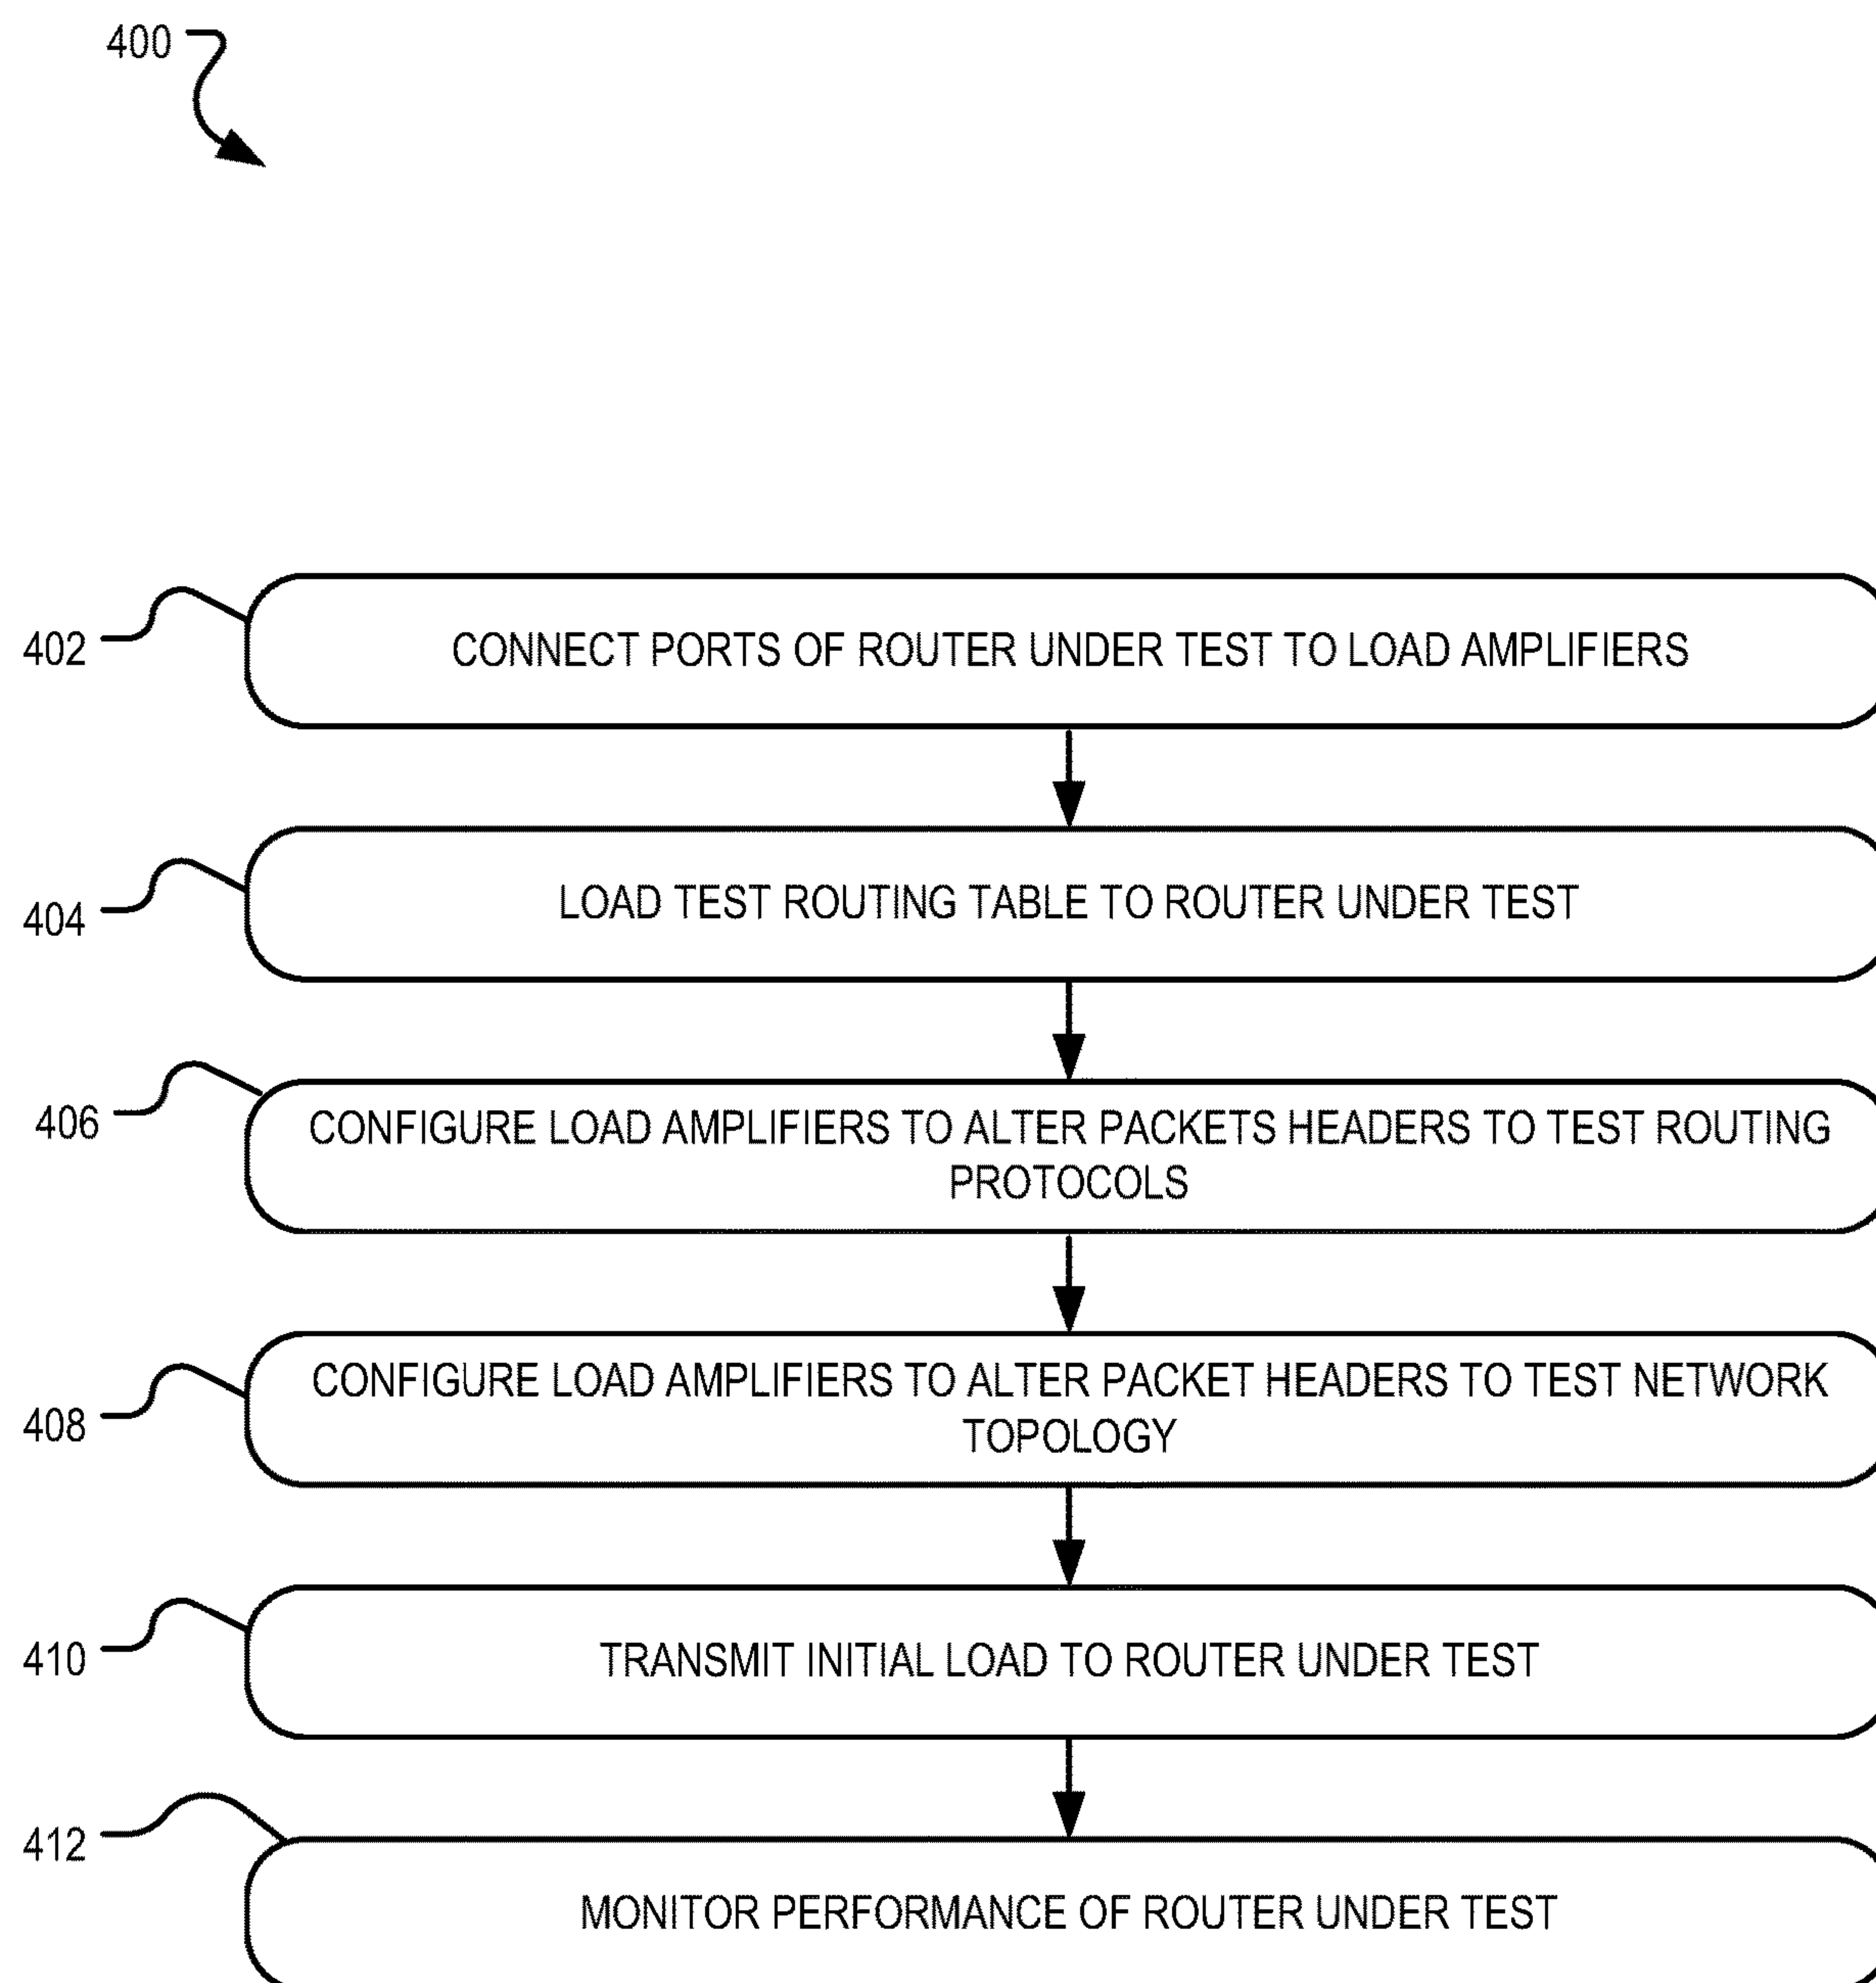 400
402
CONNECT PORTS OF ROUTER UNDER TEST TO LOAD AMPLIFIERS
404
LOAD TEST ROUTING TABLE TO ROUTER UNDER TEST
406
CONFIGURE LOAD AMPLIFIERS TO ALTER PACKETS HEADERS TO TEST ROUTING
PROTOCOLS
408
CONFIGURE LOAD AMPLIFIERS TO ALTER PACKET HEADERS TO TEST NETWORK
TOPOLOGY
410
TRANSMIT INITIAL LOAD TO ROUTER UNDER TEST
412
MONITOR PERFORMANCE OF ROUTER UNDER TEST